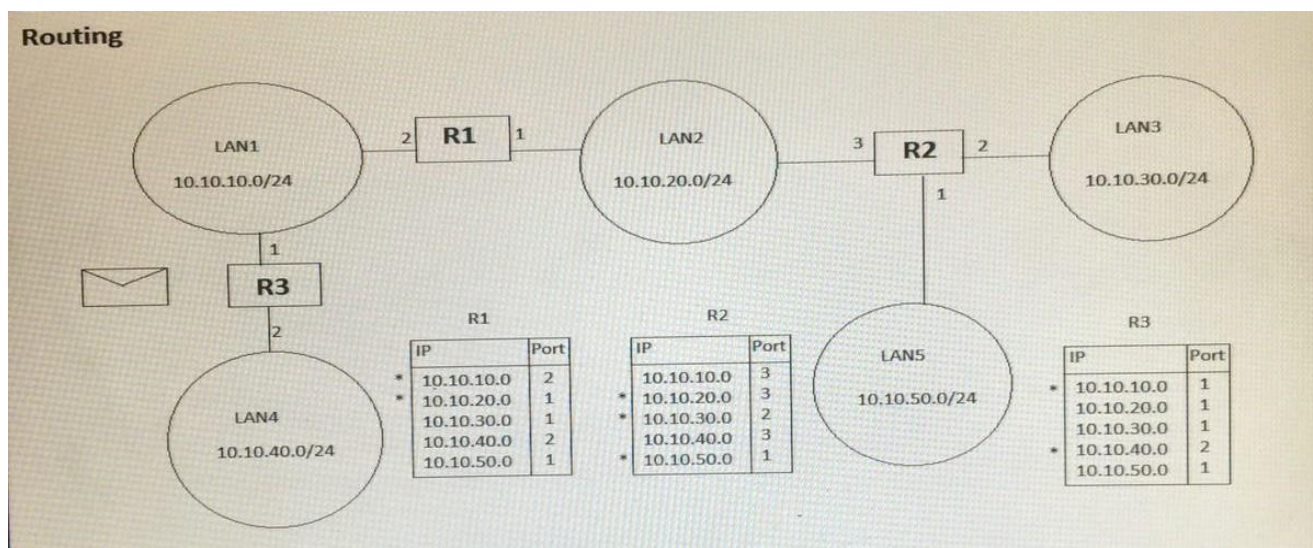 Routing
LAN1
10.10.10.0/24
2
R1
1
LAN2
10.10.20.0/24
3
R2
2
1
LAN3
10.10.30.0/24
1
R3
2
LAN4
10.10.40.0/24
LAN5
10.10.50.0/24
R1
IP Port
* 10.10.10.0 2
* 10.10.20.0 1
10.10.30.0 1
10.10.40.0 2
10.10.50.0 1
R2
IP Port
10.10.10.0 3
* 10.10.20.0 3
* 10.10.30.0 2
10.10.40.0 3
* 10.10.50.0 1
R3
IP Port
* 10.10.10.0 1
10.10.20.0 1
10.10.30.0 1
* 10.10.40.0 2
10.10.50.0 1